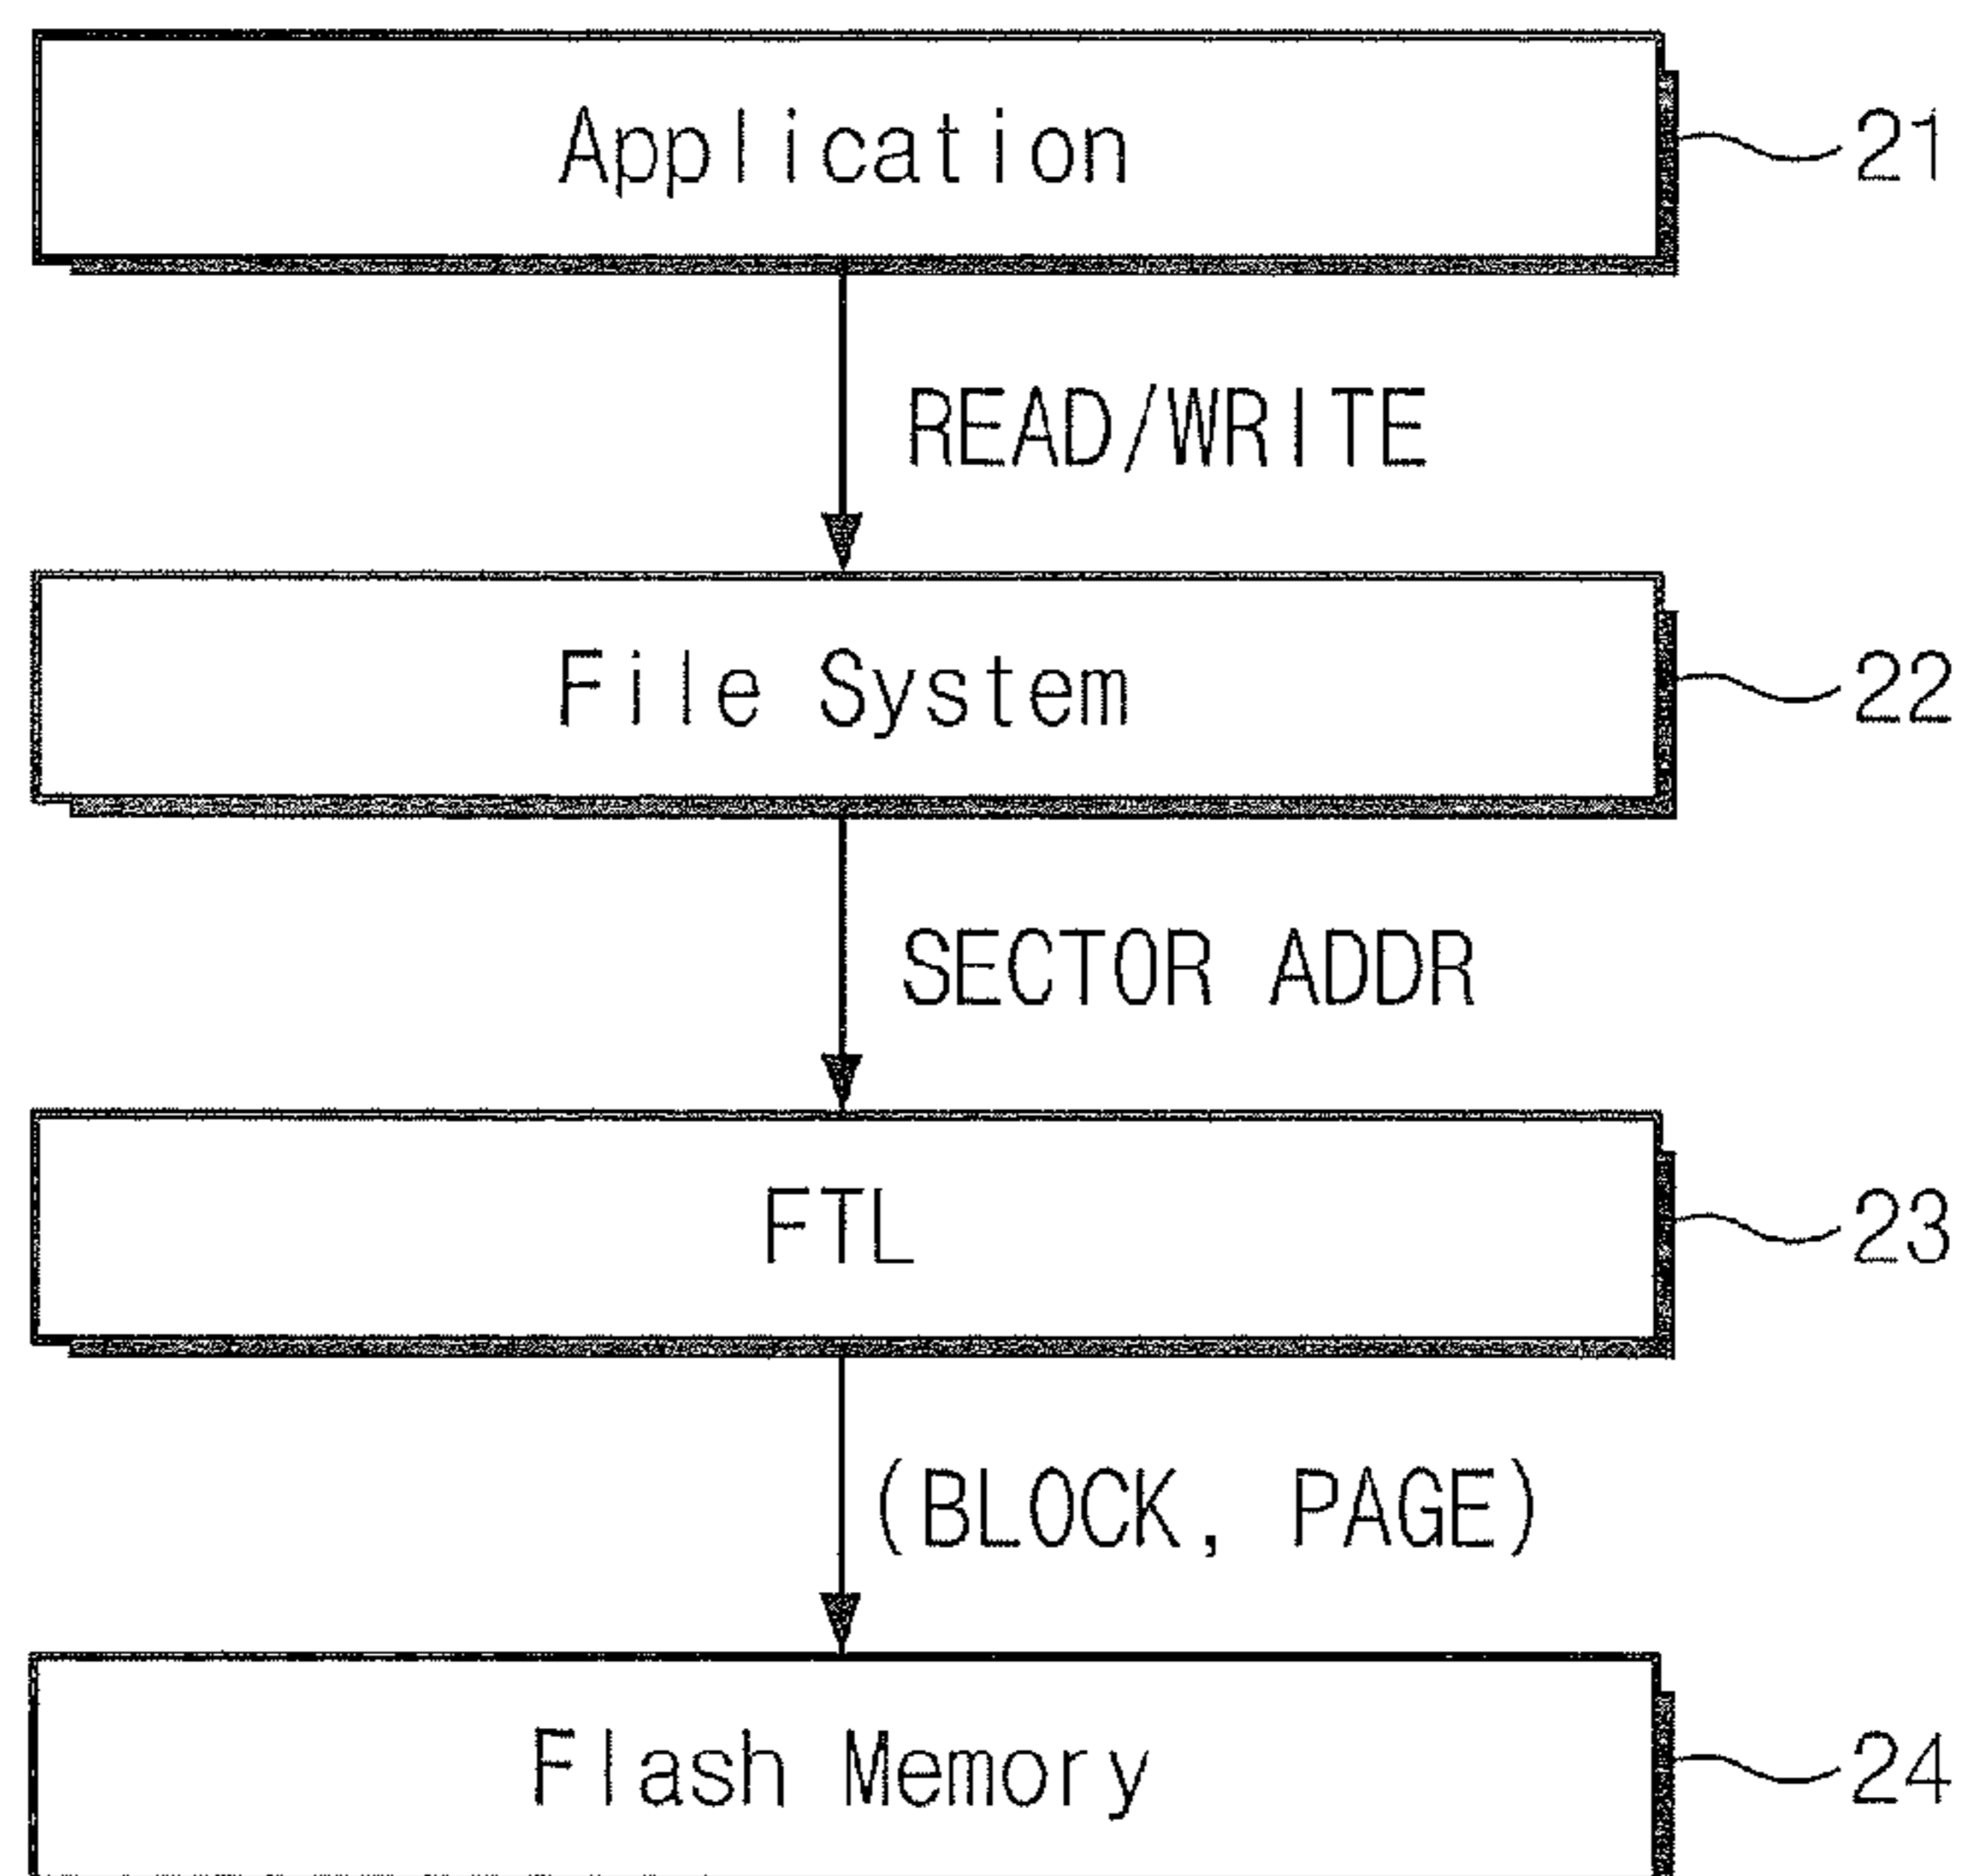 Application 21
READ/WRITE
File System 22
SECTOR ADDR
FTL 23
(BLOCK, PAGE)
Flash Memory 24